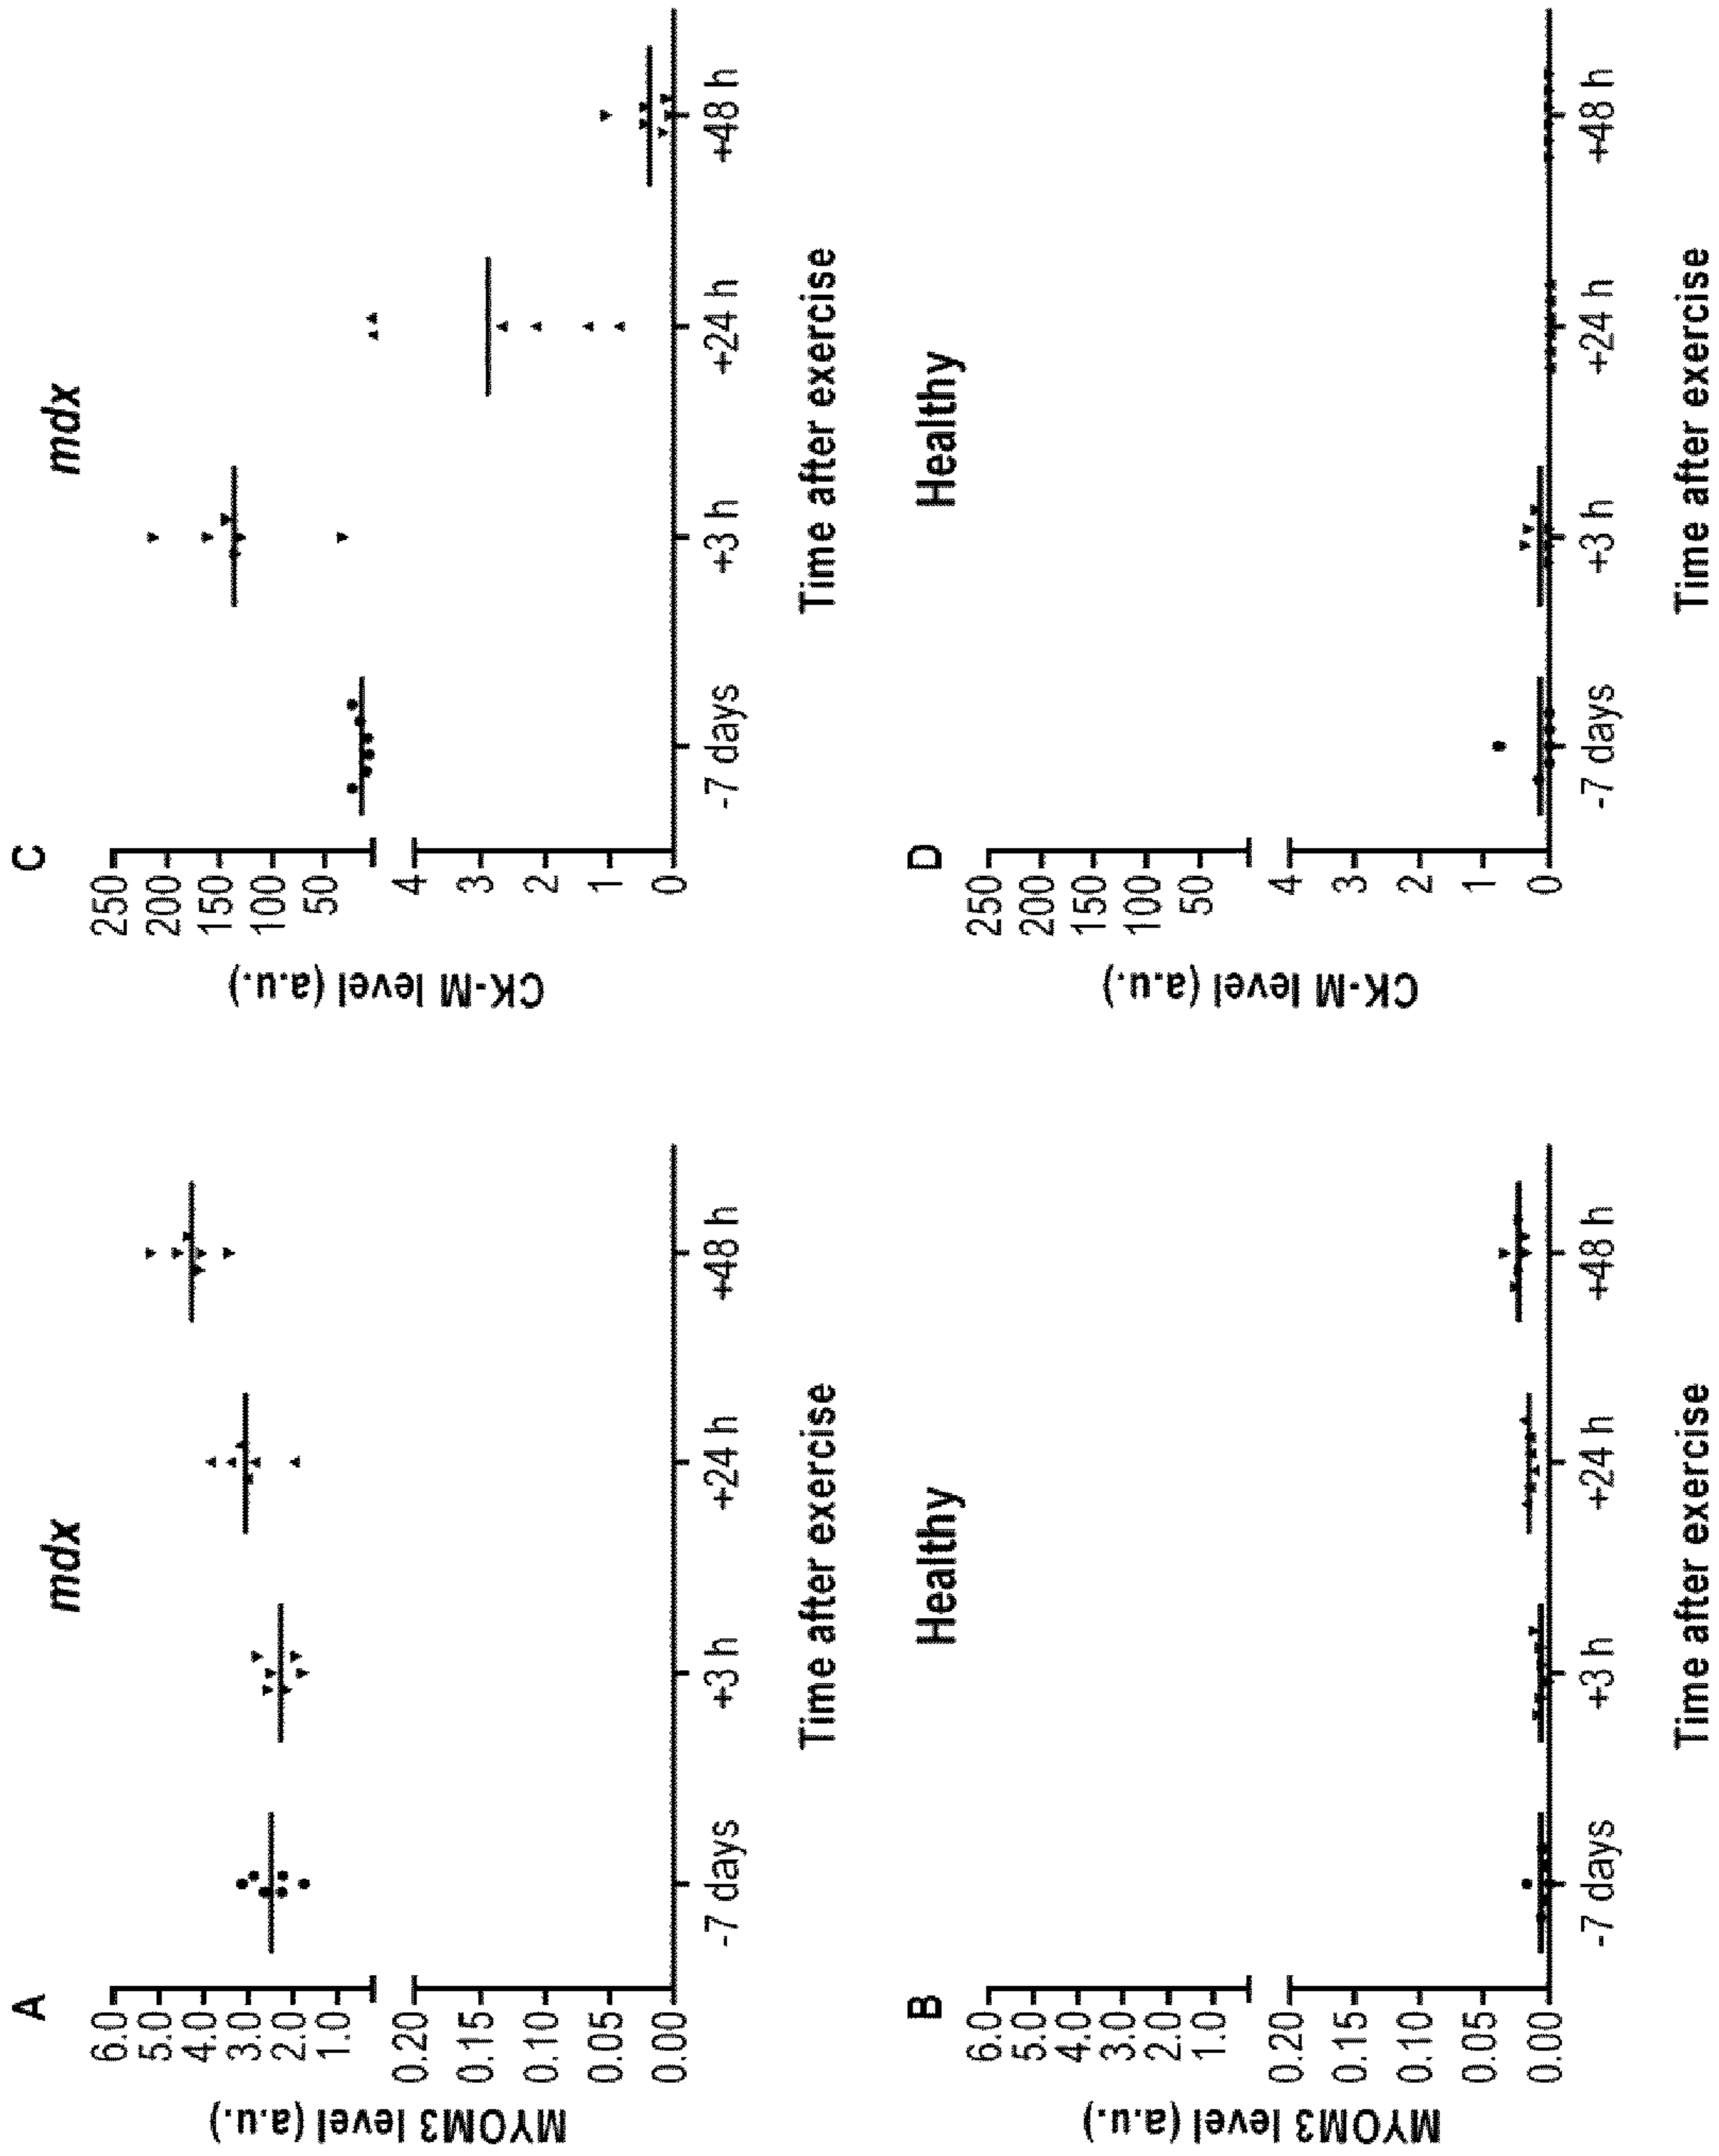 A
mdx
MYOM3 level (a.u.)
6.0
5.0
4.0
3.0
2.0
1.0
0.20
0.15
0.10
0.05
0.00
-7 days +3 h +24 h +48 h
Time after exercise
C
mdx
CK-M level (a.u.)
250
200
150
100
50
4
3
2
1
0
-7 days +3 h +24 h +48 h
Time after exercise
B
Healthy
MYOM3 level (a.u.)
6.0
5.0
4.0
3.0
2.0
1.0
0.20
0.15
0.10
0.05
0.00
-7 days +3 h +24 h +48 h
Time after exercise
D
Healthy
CK-M level (a.u.)
250
200
150
100
50
4
3
2
1
0
-7 days +3 h +24 h +48 h
Time after exercise